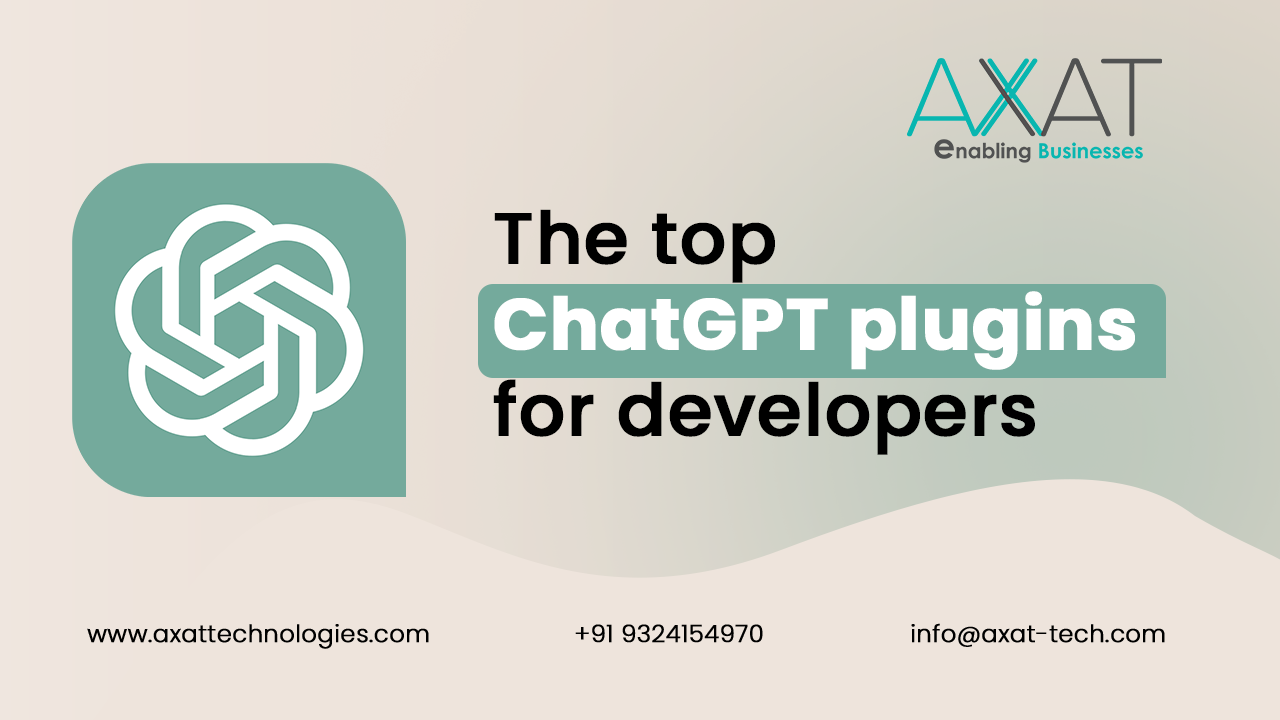 AXAT
enabling Businesses
The top
ChatGPT plugins
for developers
www.axattechnologies.com
+91 9324154970
info@axat-tech.com